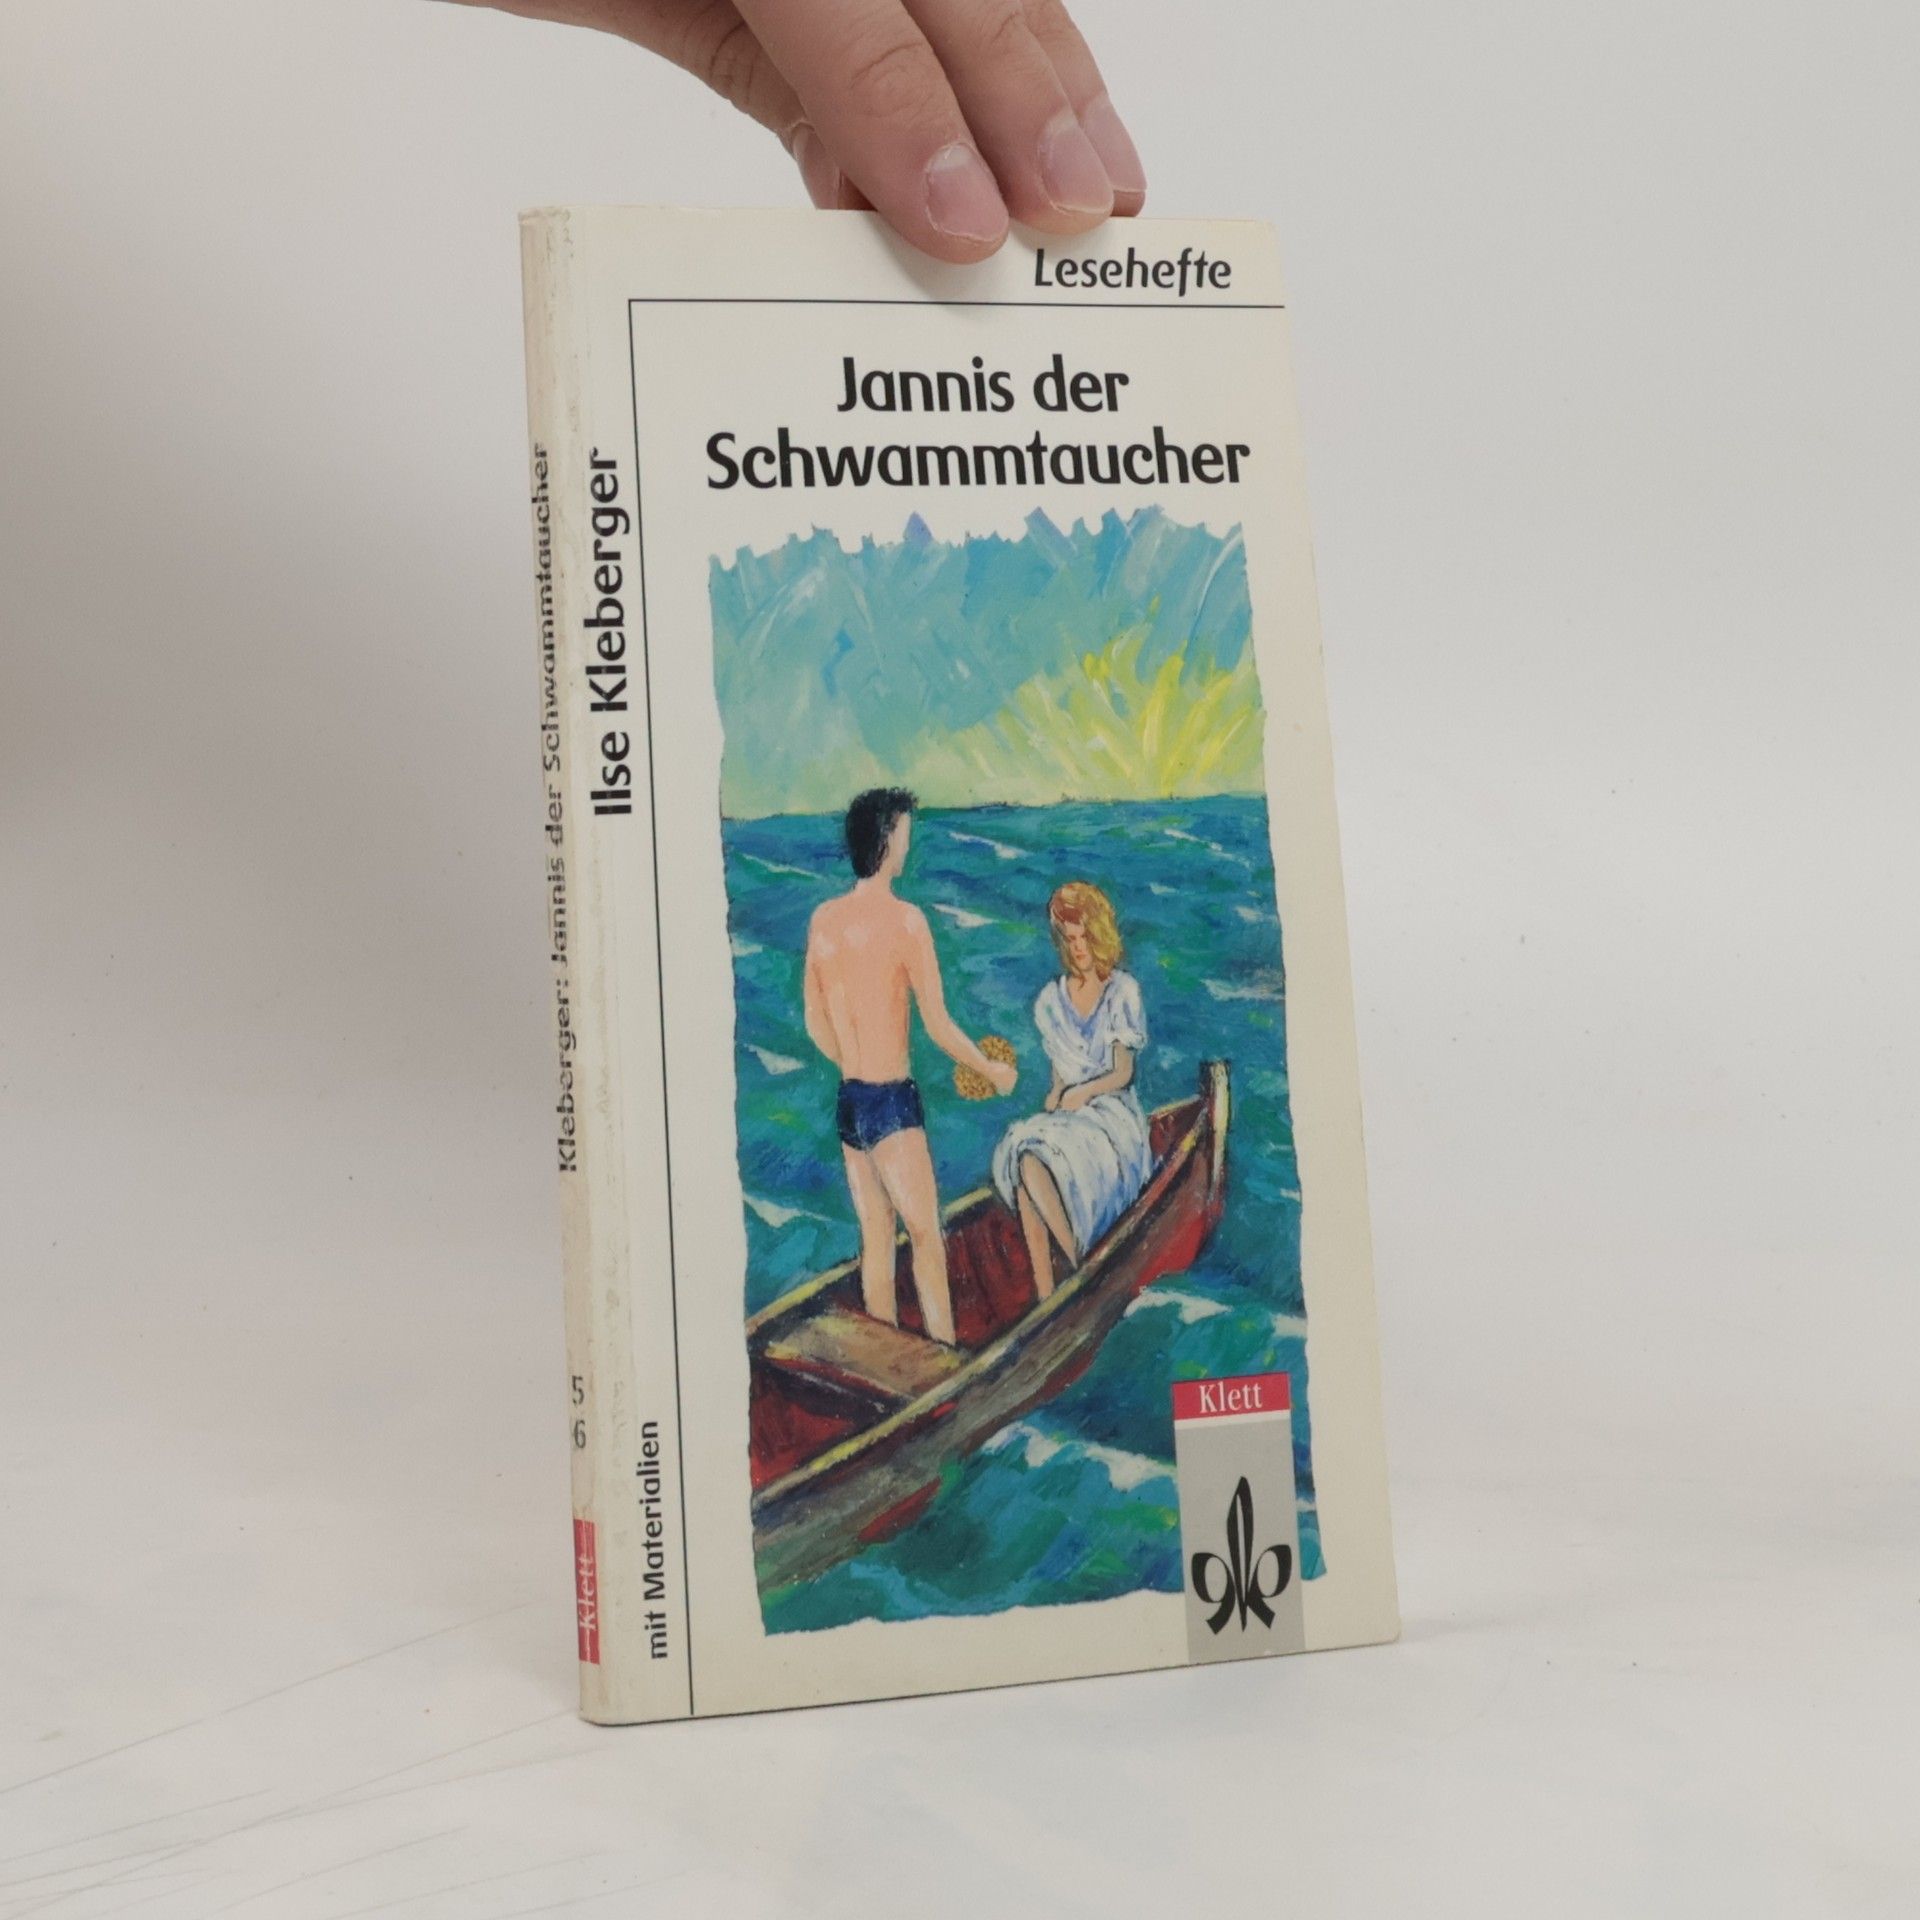 Lesehefte
Jannis der
Schwammtaucher
Ilse Kleberger
mit Materialien
Klett
Kleberger: Jannis der Schwammtaucher
5
6
Klett